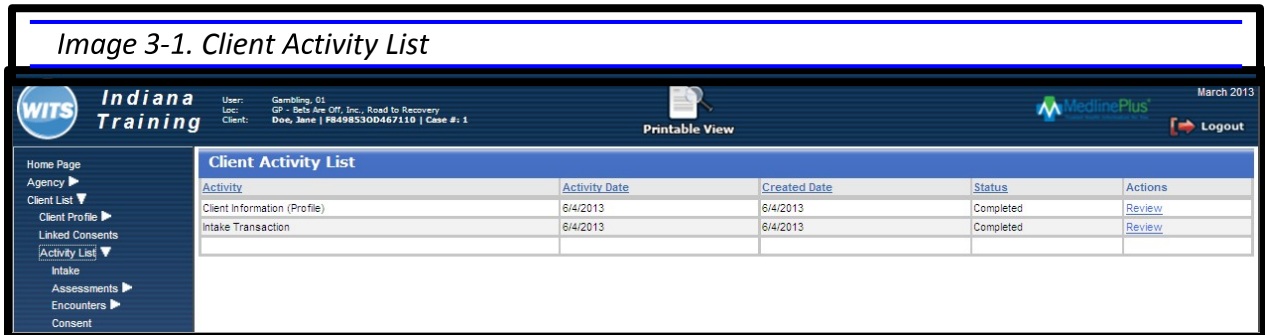 Image 3-1. Client Activity List
WITS
Indiana
Training
User: Gambling, 01
Loc: GP - Bets Are Off, Inc., Road to Recovery
Client: Doe, Jane | F84985300467110 | Case #: 1
Printable View
MedlinePlus
March 2013
Logout
Home Page
Agency
Client List
Client Profile
Linked Consents
Activity List
Intake
Assessments
Encounters
Consent
Client Activity List
Activity Activity Date Created Date Status Actions
Client Information (Profile) 6/4/2013 6/4/2013 Completed Review
Intake Transaction 6/4/2013 6/4/2013 Completed Review